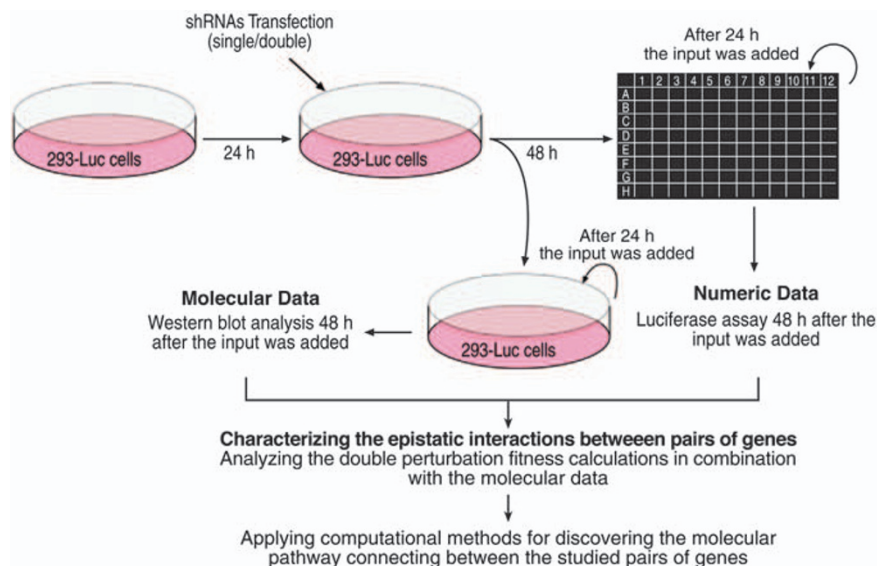 shRNAs Transfection
(single/double)
After 24 h
the input was added
1 2 3 4 5 6 7 8 9 10 11 12
A
B
C
D
E
F
G
H
293-Luc cells
24 h
293-Luc cells
48 h
After 24 h
the input was added
Molecular Data
Western blot analysis 48 h
after the input was added
293-Luc cells
Numeric Data
Luciferase assay 48 h after the
input was added
Characterizing the epistatic interactions betweeen pairs of genes
Analyzing the double perturbation fitness calculations in combination
with the molecular data
Applying computational methods for discovering the molecular
pathway connecting between the studied pairs of genes